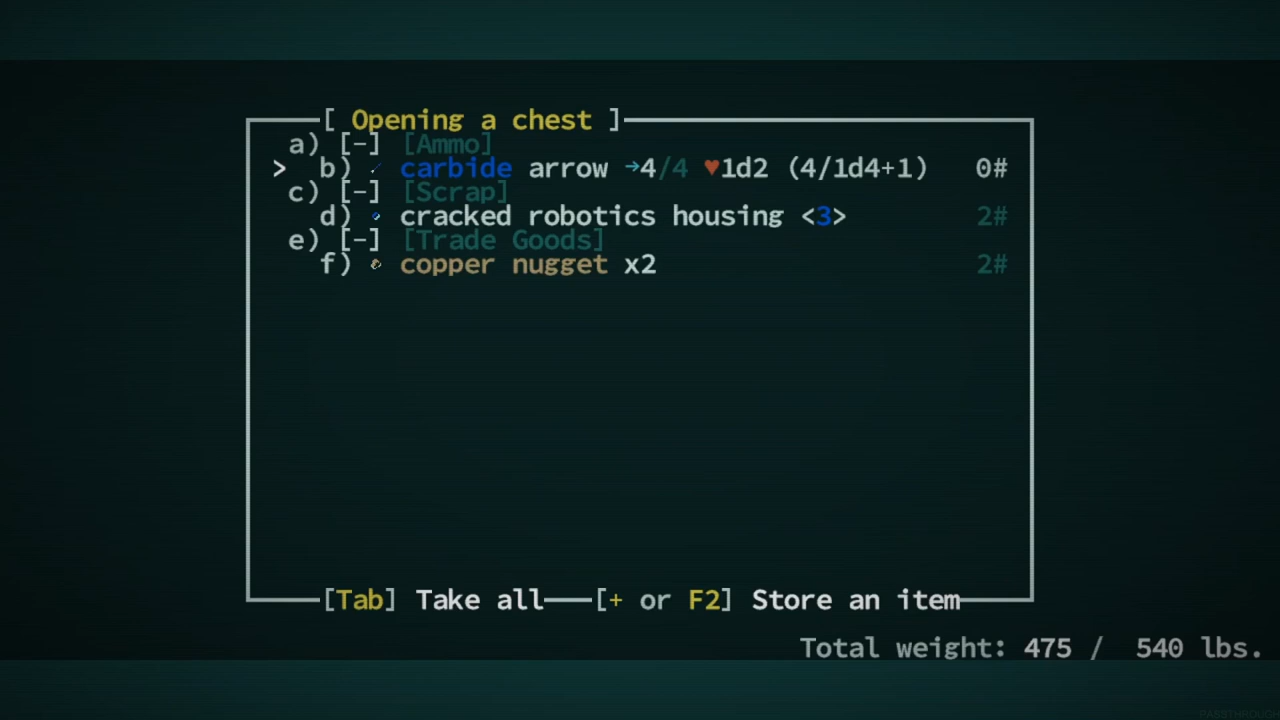 [ Opening a chest ]
a) [-] [Ammo]
> b) carbide arrow →4/4 ♥1d2 (4/1d4+1) 0#
c) [-] [Scrap]
d) cracked robotics housing <3> 2#
e) [-] [Trade Goods]
f) copper nugget x2 2#
[Tab] Take all [+ or F2] Store an item
Total weight: 475 / 540 lbs.